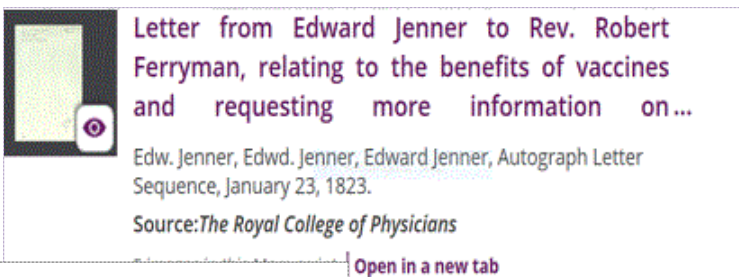 Letter from Edward Jenner to Rev. Robert
Ferryman, relating to the benefits of vaccines
and requesting more information on...
Edw. Jenner, Edwd. Jenner, Edward Jenner, Autograph Letter
Sequence, January 23, 1823.
Source:The Royal College of Physicians
Open in a new tab